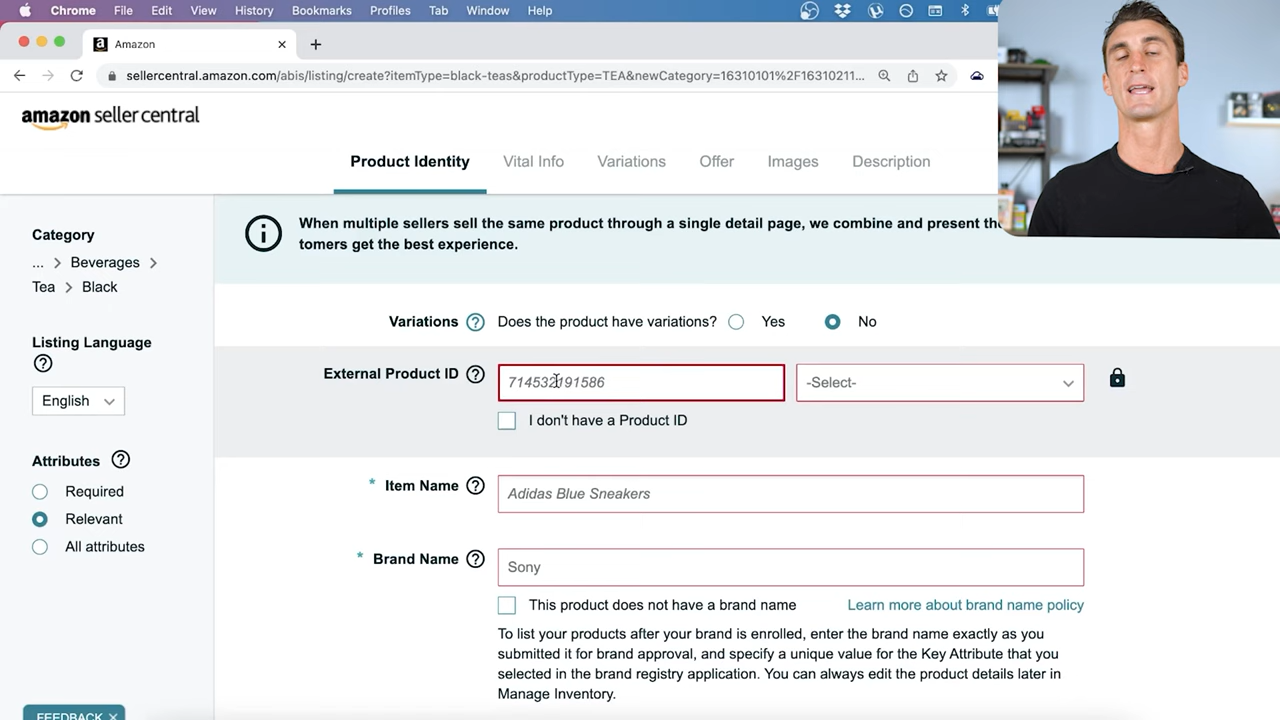 Chrome File Edit View History Bookmarks Profiles Tab Window Help
a Amazon
sellercentral.amazon.com/abis/listing/create?itemType=black-teas&productType=TEA&newCategory=16310101%2F16310211...
amazon seller central
Product Identity Vital Info Variations Offer Images Description
Category
... > Beverages >
Tea > Black
Listing Language
English
Attributes
Required
Relevant
All attributes
FEEDBACK
When multiple sellers sell the same product through a single detail page, we combine and present the
tomers get the best experience.
Variations Does the product have variations? Yes No
External Product ID 714532191586 -Select-
I don't have a Product ID
* Item Name Adidas Blue Sneakers
* Brand Name Sony
This product does not have a brand name Learn more about brand name policy
To list your products after your brand is enrolled, enter the brand name exactly as you
submitted it for brand approval, and specify a unique value for the Key Attribute that you
selected in the brand registry application. You can always edit the product details later in
Manage Inventory.